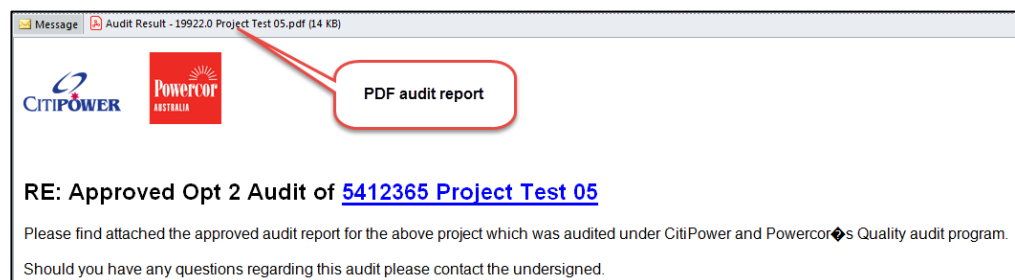 Message Audit Result - 19922.0 Project Test 05.pdf (14 KB)
CITIPOWER
Powercor
AUSTRALIA
PDF audit report
RE: Approved Opt 2 Audit of 5412365 Project Test 05
Please find attached the approved audit report for the above project which was audited under CitiPower and Powercor�s Quality audit program.
Should you have any questions regarding this audit please contact the undersigned.